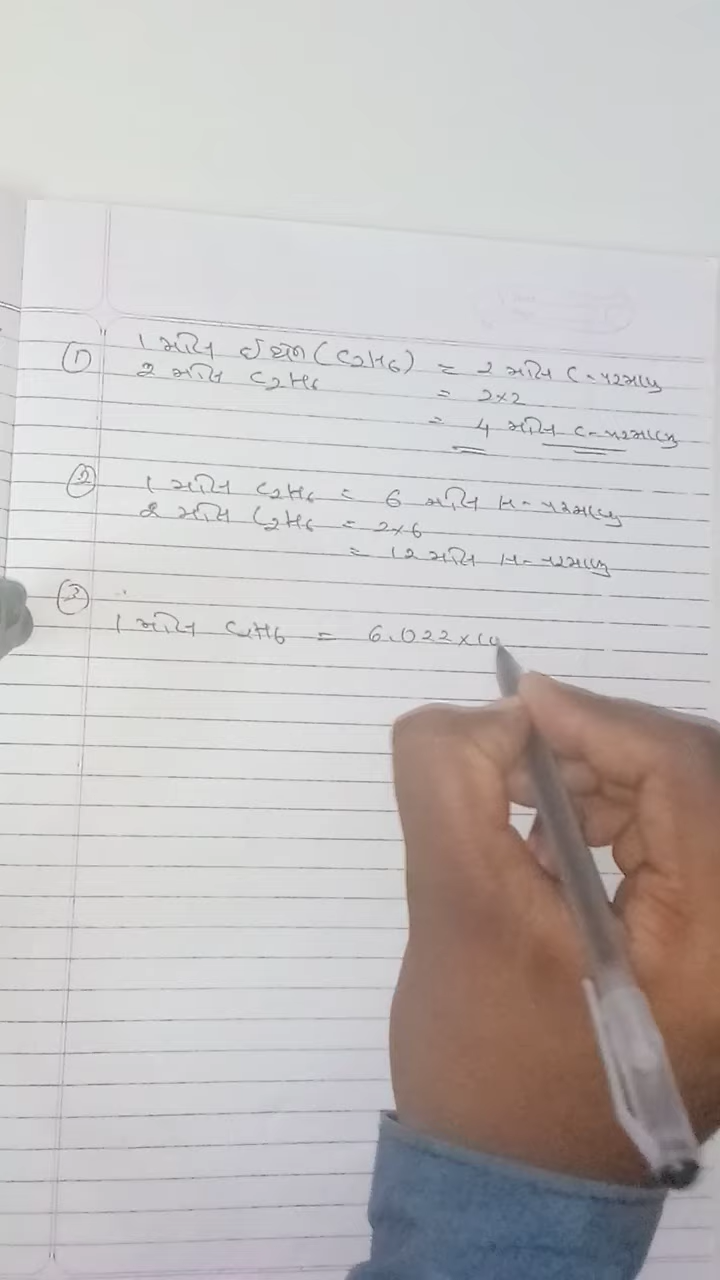 ① 1 મોલ ઈથેન (C2H6) = 2 મોલ C-પરમાણુ
2 મોલ C2H6 = 2×2
= 4 મોલ C-પરમાણુ
② 1 મોલ C2H6 = 6 મોલ H-પરમાણુ
2 મોલ C2H6 = 2×6
= 12 મોલ H-પરમાણુ
③
1 મોલ C2H6 = 6.022×10